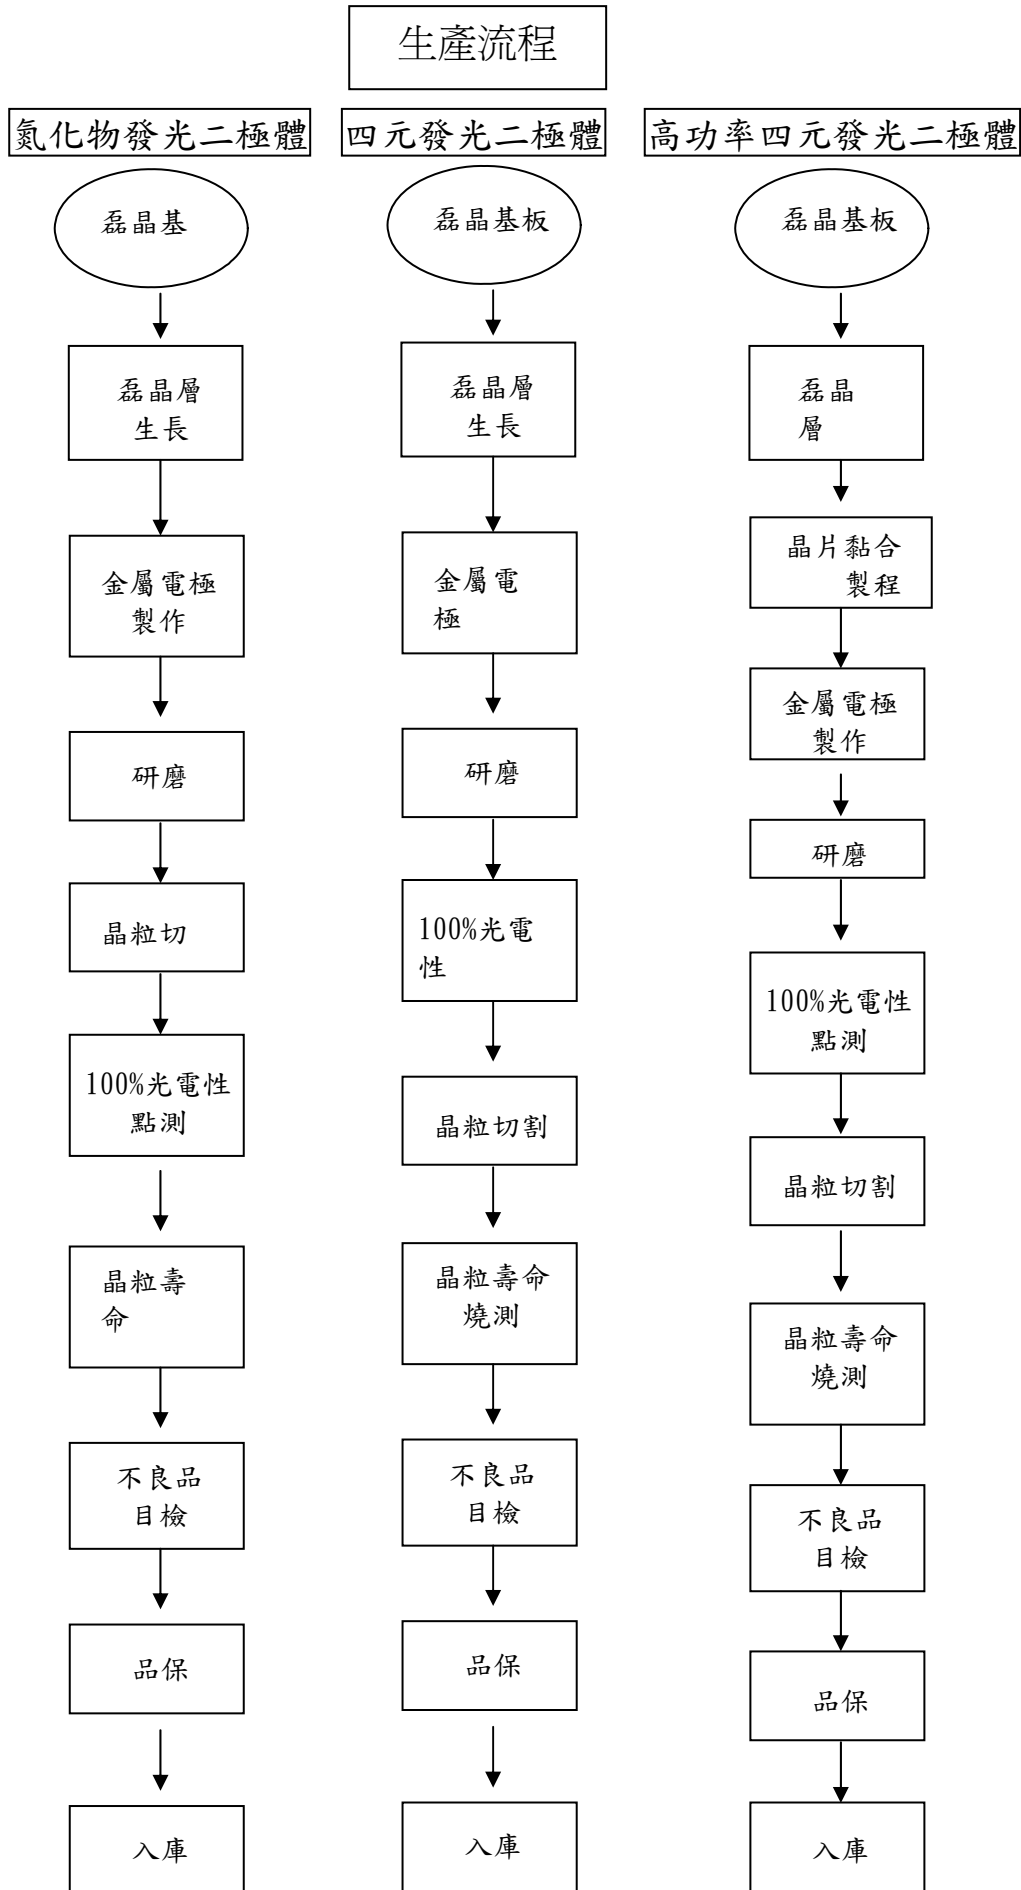 生產流程
氮化物發光二極體
磊晶基
磊晶層
生長
金屬電極
製作
研磨
晶粒切
100%光電性
點測
晶粒壽
命
不良品
目檢
品保
入庫
四元發光二極體
磊晶基板
磊晶層
生長
金屬電
極
研磨
100%光電
性
晶粒切割
晶粒壽命
燒測
不良品
目檢
品保
入庫
高功率四元發光二極體
磊晶基板
磊晶
層
晶片黏合
製程
金屬電極
製作
研磨
100%光電性
點測
晶粒切割
晶粒壽命
燒測
不良品
目檢
品保
入庫